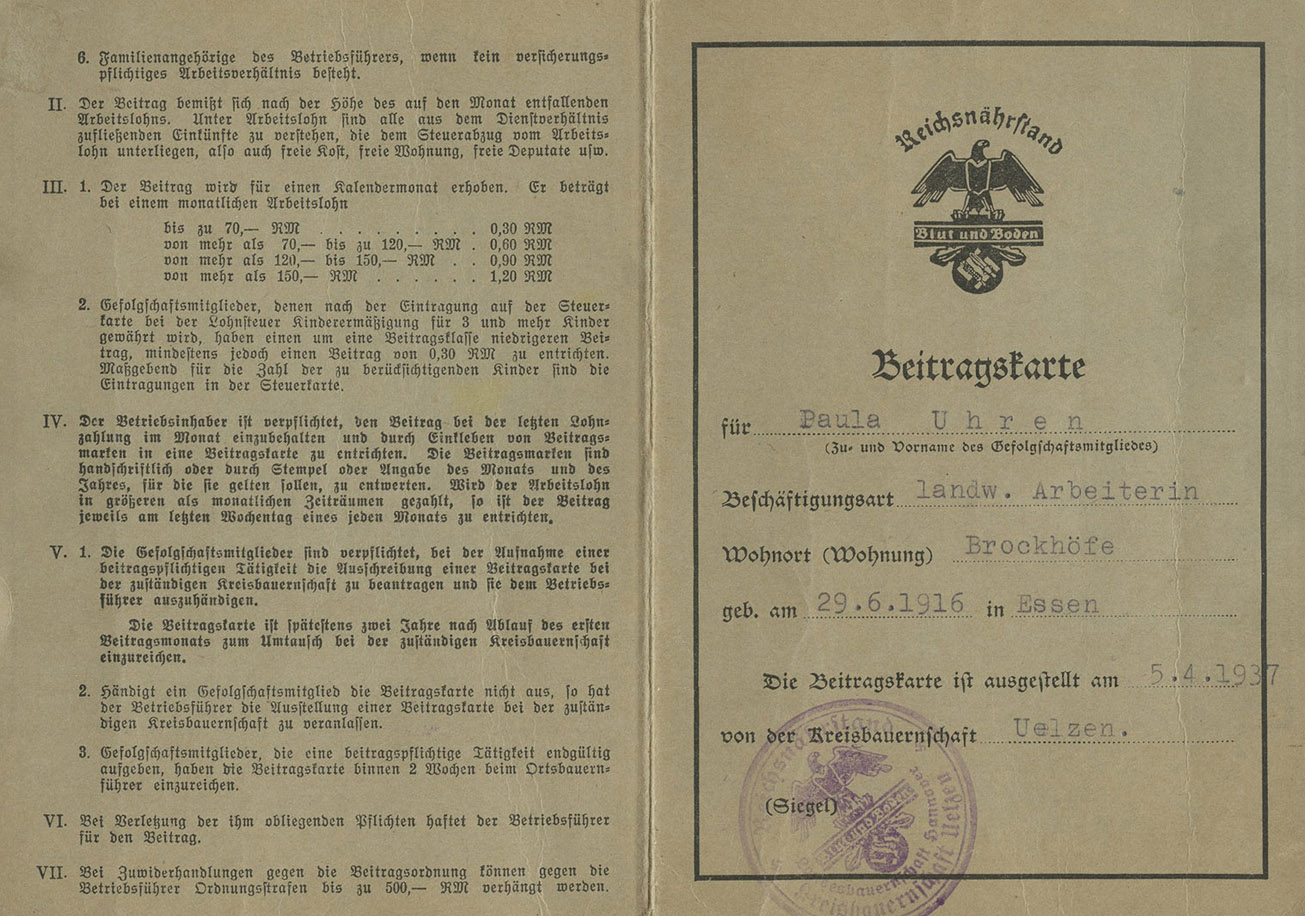 6. Familienangehörige des Betriebsführers, wenn kein versicherungs-
pflichtiges Arbeitsverhältnis besteht.
II. Der Beitrag bemißt sich nach der Höhe des auf den Monat entfallenden
Arbeitslohns. Unter Arbeitslohn sind alle aus dem Dienstverhältnis
zufließenden Einkünfte zu verstehen, die dem Steuerabzug vom Arbeits-
lohn unterliegen, also auch freie Kost, freie Wohnung, freie Deputate usw.
III. 1. Der Beitrag wird für einen Kalendermonat erhoben. Er beträgt
bei einem monatlichen Arbeitslohn
bis zu 70,— RM . . . . . . . . . 0,30 RM
von mehr als 70,— bis zu 120,— RM . 0,60 RM
von mehr als 120,— bis 150,— RM . . 0,90 RM
von mehr als 150,— RM . . . . . . 1,20 RM
2. Gefolgschaftsmitglieder, denen nach der Eintragung auf der Steuer-
karte bei der Lohnsteuer Kinderermäßigung für 3 und mehr Kinder
gewährt wird, haben einen um eine Beitragsklasse niedrigeren Bei-
trag, mindestens jedoch einen Beitrag von 0,30 RM zu entrichten.
Maßgebend für die Zahl der zu berücksichtigenden Kinder sind die
Eintragungen in der Steuerkarte.
IV. Der Betriebsinhaber ist verpflichtet, den Beitrag bei der letzten Lohn-
zahlung im Monat einzubehalten und durch Einkleben von Beitrags-
marken in eine Beitragskarte zu entrichten. Die Beitragsmarken sind
handschriftlich oder durch Stempel oder Angabe des Monats und des
Jahres, für die sie gelten sollen, zu entwerten. Wird der Arbeitslohn
in größeren als monatlichen Zeiträumen gezahlt, so ist der Beitrag
jeweils am letzten Wochentag eines jeden Monats zu entrichten.
V. 1. Die Gefolgschaftsmitglieder sind verpflichtet, bei der Aufnahme einer
beitragspflichtigen Tätigkeit die Ausschreibung einer Beitragskarte bei
der zuständigen Kreisbauernschaft zu beantragen und sie dem Betriebs-
führer auszuhändigen.
Die Beitragskarte ist spätestens zwei Jahre nach Ablauf des ersten
Beitragsmonats zum Umtausch bei der zuständigen Kreisbauernschaft
einzureichen.
2. Händigt ein Gefolgschaftsmitglied die Beitragskarte nicht aus, so hat
der Betriebsführer die Ausstellung einer Beitragskarte bei der zustän-
digen Kreisbauernschaft zu veranlassen.
3. Gefolgschaftsmitglieder, die eine beitragspflichtige Tätigkeit endgültig
aufgeben, haben die Beitragskarte binnen 2 Wochen beim Ortsbauern-
führer einzureichen.
VI. Bei Verletzung der ihm obliegenden Pflichten haftet der Betriebsführer
für den Beitrag.
VII. Bei Zuwiderhandlungen gegen die Beitragsordnung können gegen die
Betriebsführer Ordnungsstrafen bis zu 500,— RM verhängt werden.
Reichsnährstand
Blut und Boden
Beitragskarte
für Paula Uhren
(Zu- und Vorname des Gefolgschaftsmitgliedes)
Beschäftigungsart landw. Arbeiterin
Wohnort (Wohnung) Brockhöfe
geb. am 29.6.1916 in Essen
Die Beitragskarte ist ausgestellt am 5.4.1937
von der Kreisbauernschaft Uelzen.
(Siegel)
Reichsnährstand
Blut und Boden
Landesbauernschaft Hannover
Kreisbauernschaft Uelzen